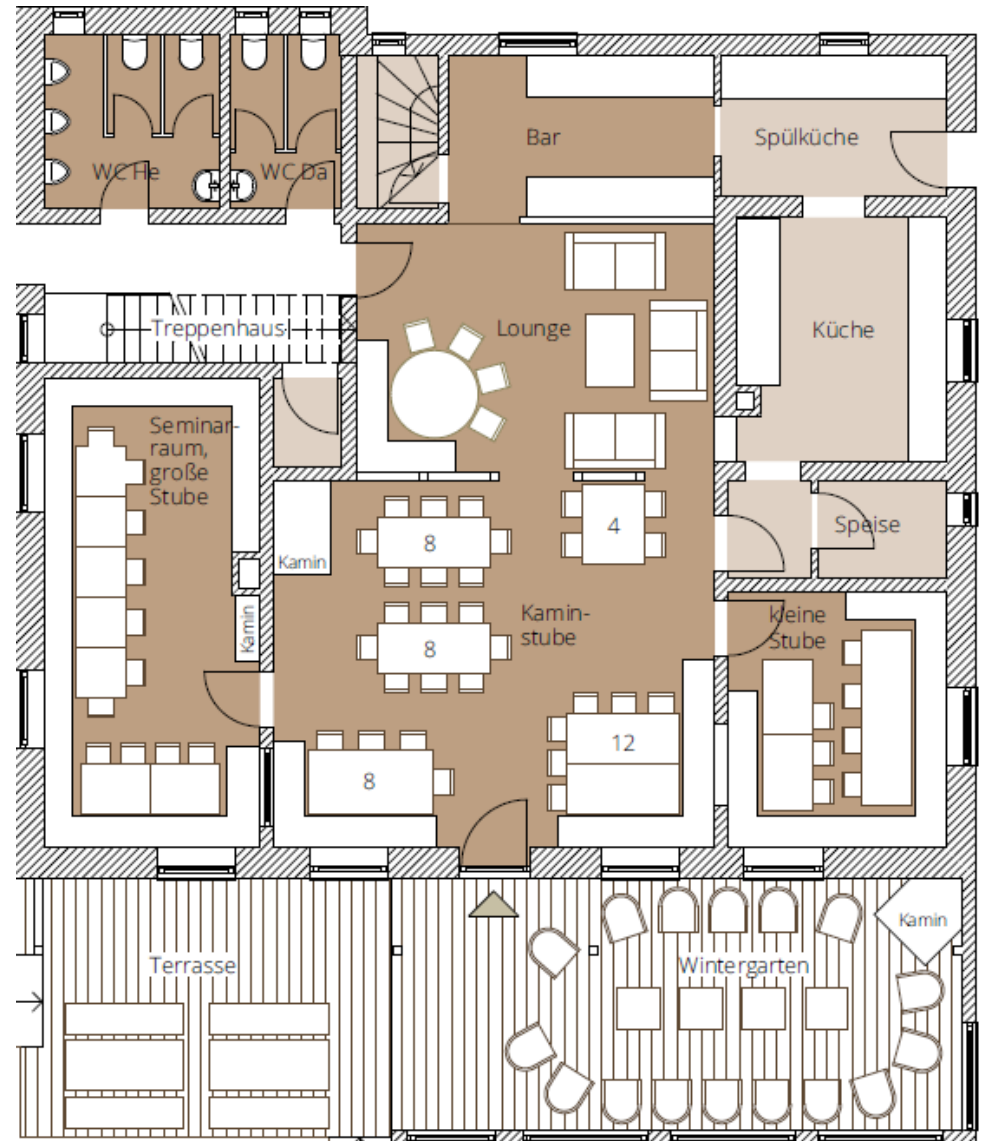 WC He
WC Da
Bar
Spülküche
Treppenhaus
Lounge
Küche
Seminar-
raum,
große
Stube
Kamin
8
4
Speise
Kamin
8
Kamin-
stube
kleine
Stube
8
12
Terrasse
Wintergarten
Kamin